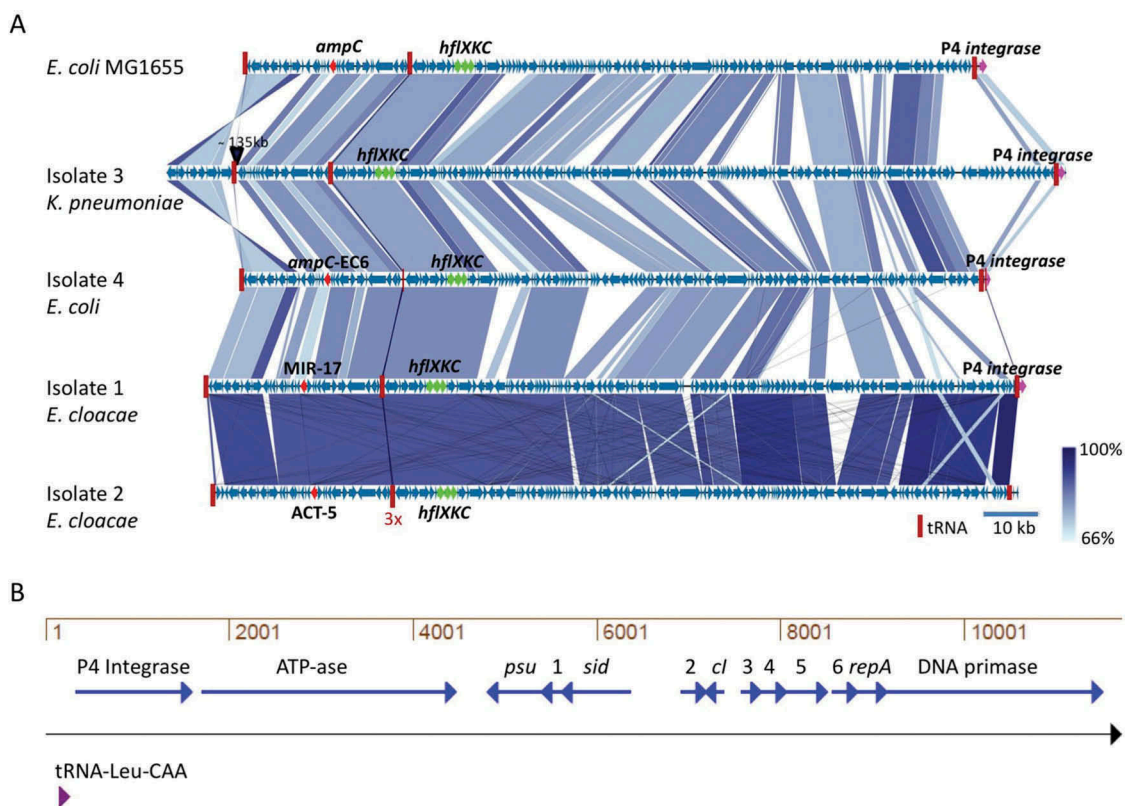 A
ampC hflXKC P4 integrase
E. coli MG1655
~ 135kb
hflXKC P4 integrase
Isolate 3
K. pneumoniae
ampC-EC6 hflXKC P4 integrase
Isolate 4
E. coli
MIR-17 hflXKC P4 integrase
Isolate 1
E. cloacae
100%
Isolate 2
E. cloacae
ACT-5 3x hflXKC
tRNA 10 kb 66%
B
1 2001 4001 6001 8001 10001
P4 Integrase ATP-ase psu 1 sid 2 cI 3 4 5 6 repA DNA primase
tRNA-Leu-CAA